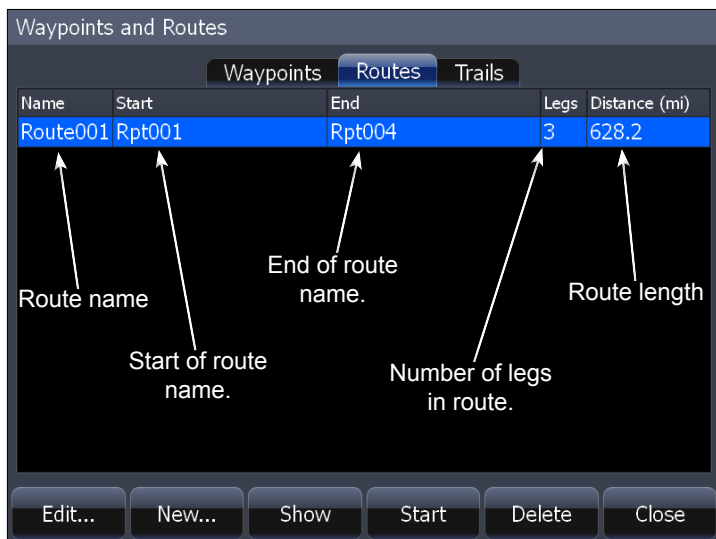 Waypoints and Routes
Waypoints Routes Trails
Name Start End Legs Distance (mi)
Route001 Rpt001 Rpt004 3 628.2
End of route
name.
Route name
Route length
Start of route
name.
Number of legs
in route.
Edit... New... Show Start Delete Close